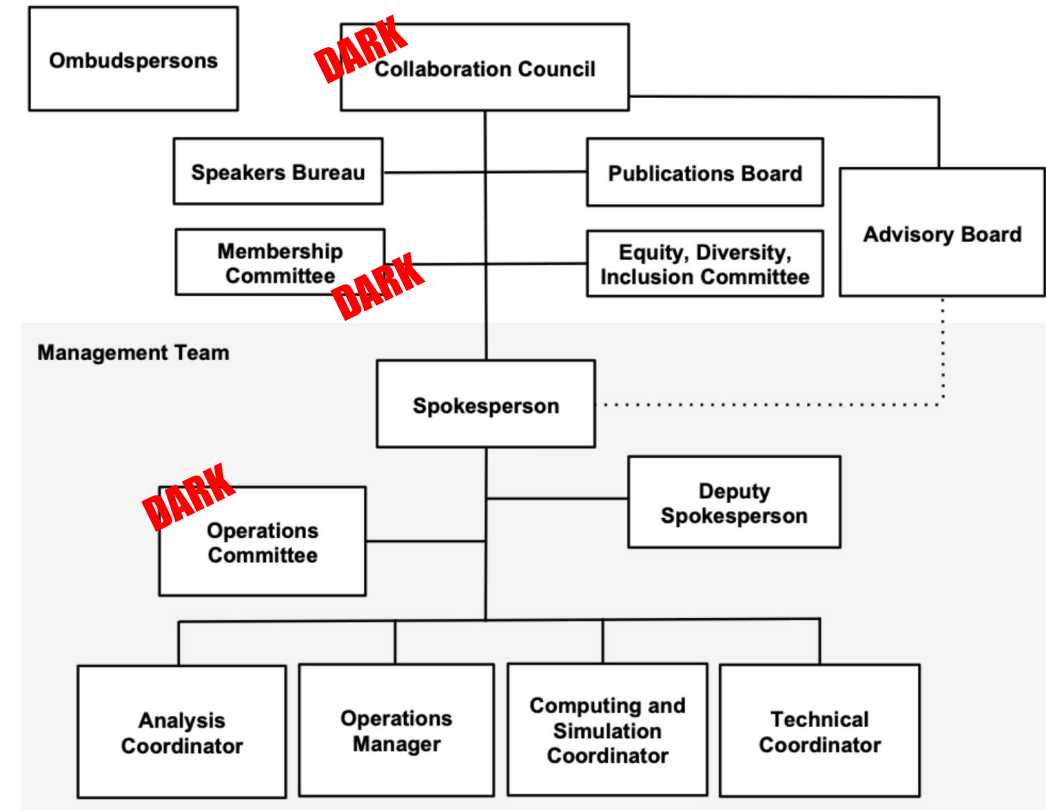 Ombudspersons
DARK
Collaboration Council
Speakers Bureau
Publications Board
Advisory Board
Membership
Committee
DARK
Equity, Diversity,
Inclusion Committee
Management Team
Spokesperson
DARK
Operations
Committee
Deputy
Spokesperson
Analysis
Coordinator
Operations
Manager
Computing and
Simulation
Coordinator
Technical
Coordinator